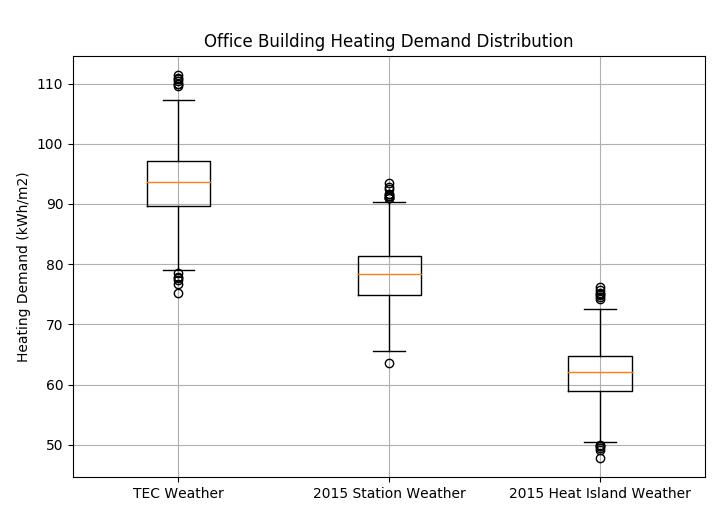 Office Building Heating Demand Distribution
Heating Demand (kWh/m2)
110
100
90
80
70
60
50
TEC Weather
2015 Station Weather
2015 Heat Island Weather